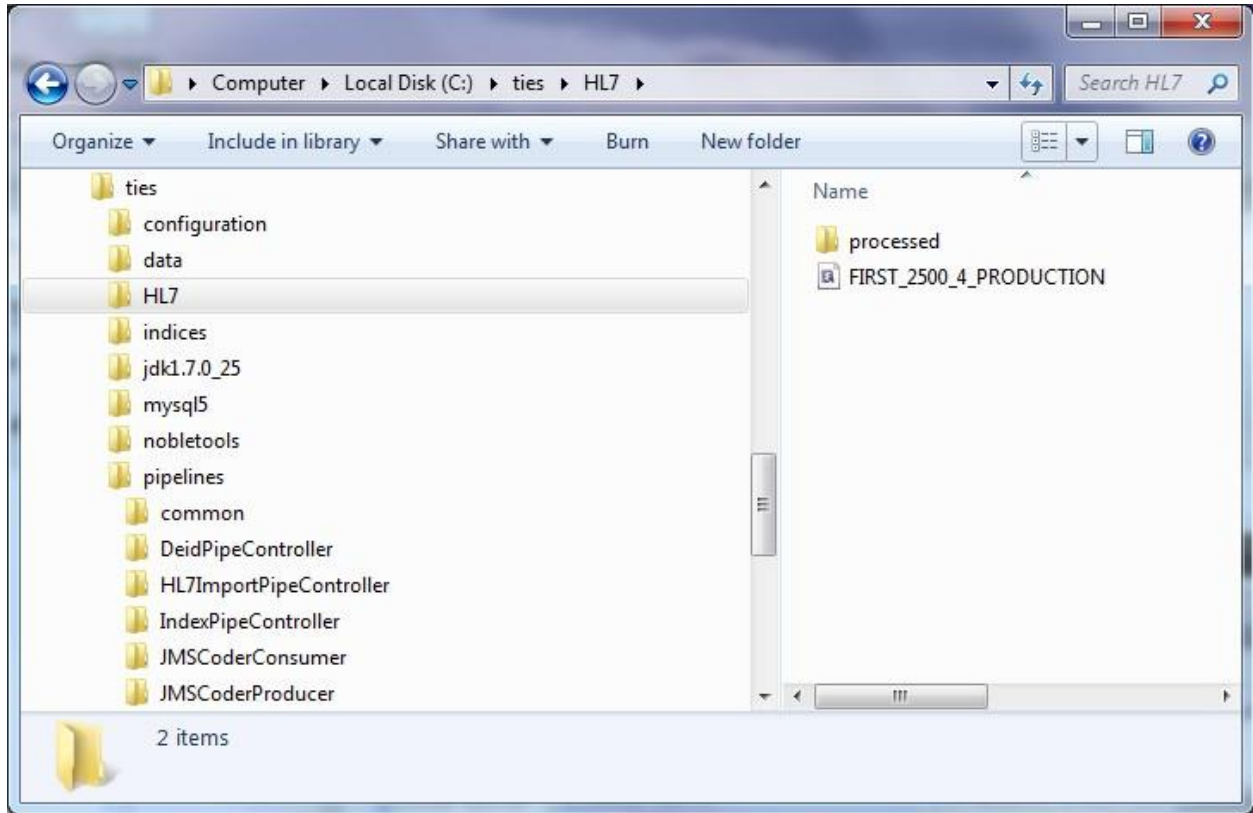 Computer Local Disk (C:) ties HL7 Search HL7
Organize Include in library Share with Burn New folder
ties
configuration
data
HL7
indices
jdk1.7.0_25
mysql5
nobletools
pipelines
common
DeidPipeController
HL7ImportPipeController
IndexPipeController
JMSCoderConsumer
JMSCoderProducer
Name
processed
FIRST_2500_4_PRODUCTION
2 items